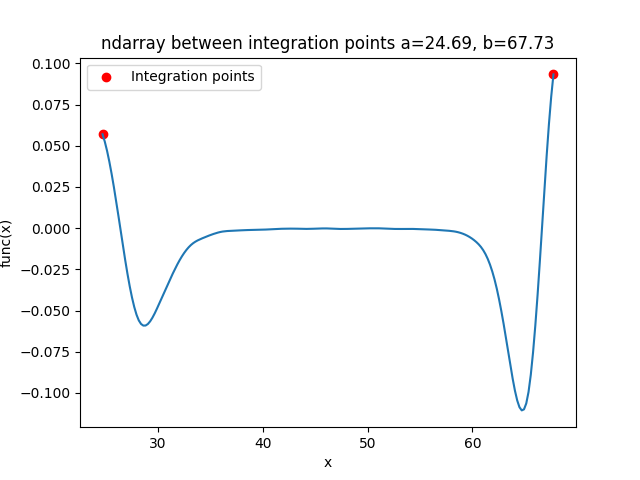 ndarray between integration points a=24.69, b=67.73
Integration points
0.100
0.075
0.050
0.025
0.000
−0.025
−0.050
−0.075
−0.100
func(x)
30 40 50 60
x